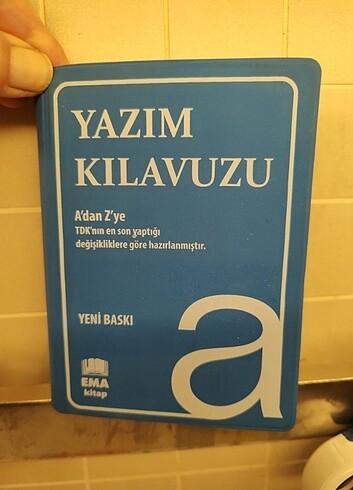 YAZIM
KILAVUZU
A'dan Z'ye
TDK'nın en son yaptığı
değişikliklere göre hazırlanmıştır.
YENİ BASKI
a
EMA
kitap